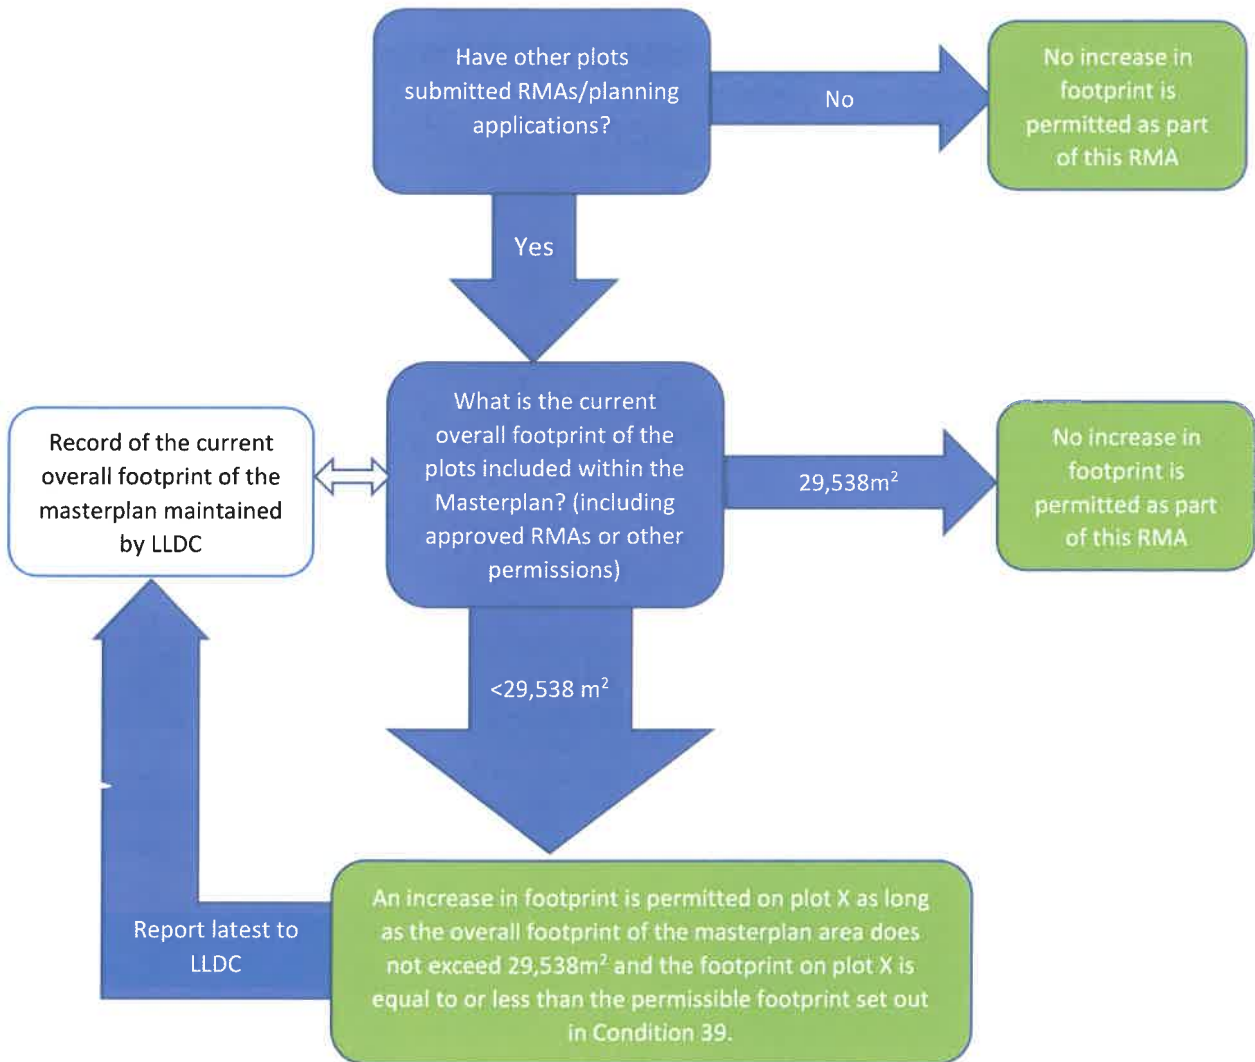 Have other plots
submitted RMAs/planning
applications?
No
No increase in
footprint is
permitted as part
of this RMA
Yes
What is the current
overall footprint of the
plots included within the
Masterplan? (including
approved RMAs or other
permissions)
Record of the current
overall footprint of the
masterplan maintained
by LLDC
29,538m²
No increase in
footprint is
permitted as part
of this RMA
<29,538 m²
An increase in footprint is permitted on plot X as long
as the overall footprint of the masterplan area does
not exceed 29,538m² and the footprint on plot X is
equal to or less than the permissible footprint set out
in Condition 39.
Report latest to
LLDC